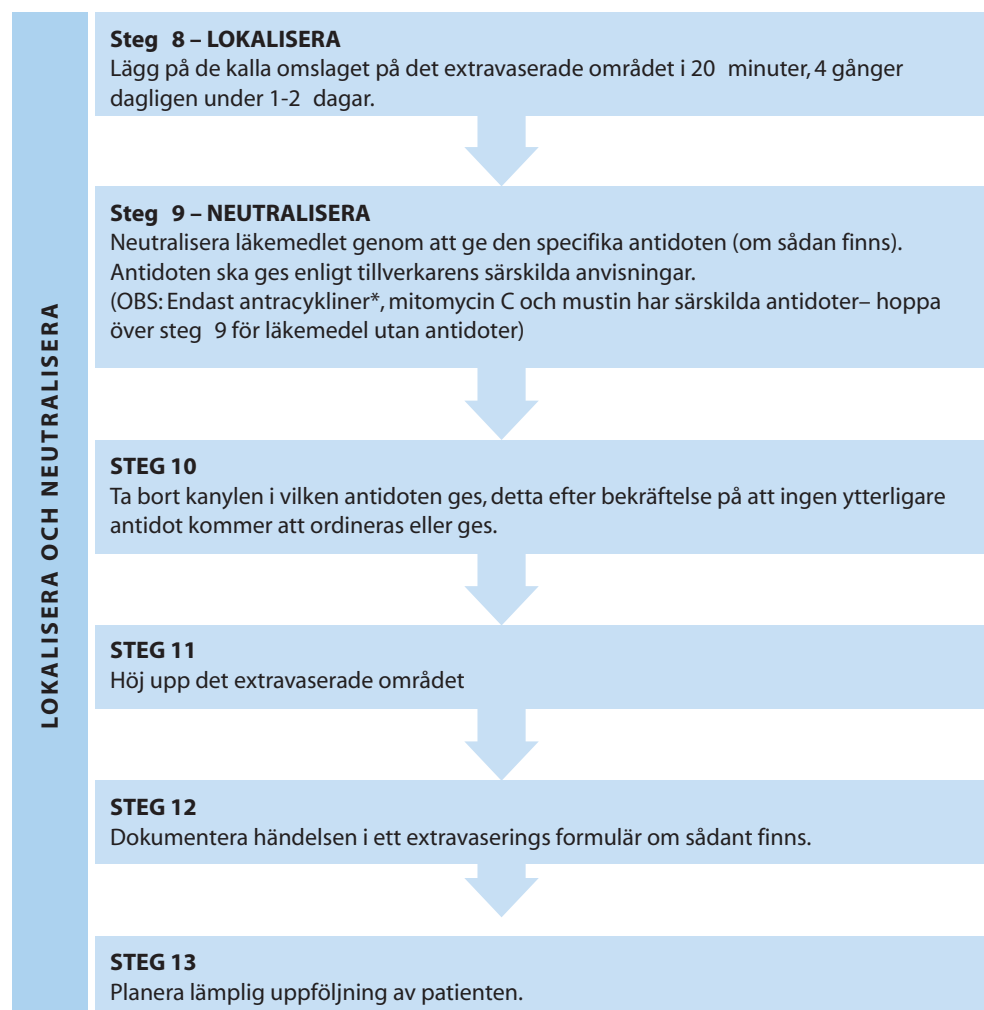 LOKALISERA OCH NEUTRALISERA
Steg 8 – LOKALISERA
Lägg på de kalla omslaget på det extravaserade området i 20 minuter, 4 gånger
dagligen under 1-2 dagar.
Steg 9 – NEUTRALISERA
Neutralisera läkemedlet genom att ge den specifika antidoten (om sådan finns).
Antidoten ska ges enligt tillverkarens särskilda anvisningar.
(OBS: Endast antracykliner*, mitomycin C och mustin har särskilda antidoter– hoppa
över steg 9 för läkemedel utan antidoter)
STEG 10
Ta bort kanylen i vilken antidoten ges, detta efter bekräftelse på att ingen ytterligare
antidot kommer att ordineras eller ges.
STEG 11
Höj upp det extravaserade området
STEG 12
Dokumentera händelsen i ett extravaserings formulär om sådant finns.
STEG 13
Planera lämplig uppföljning av patienten.